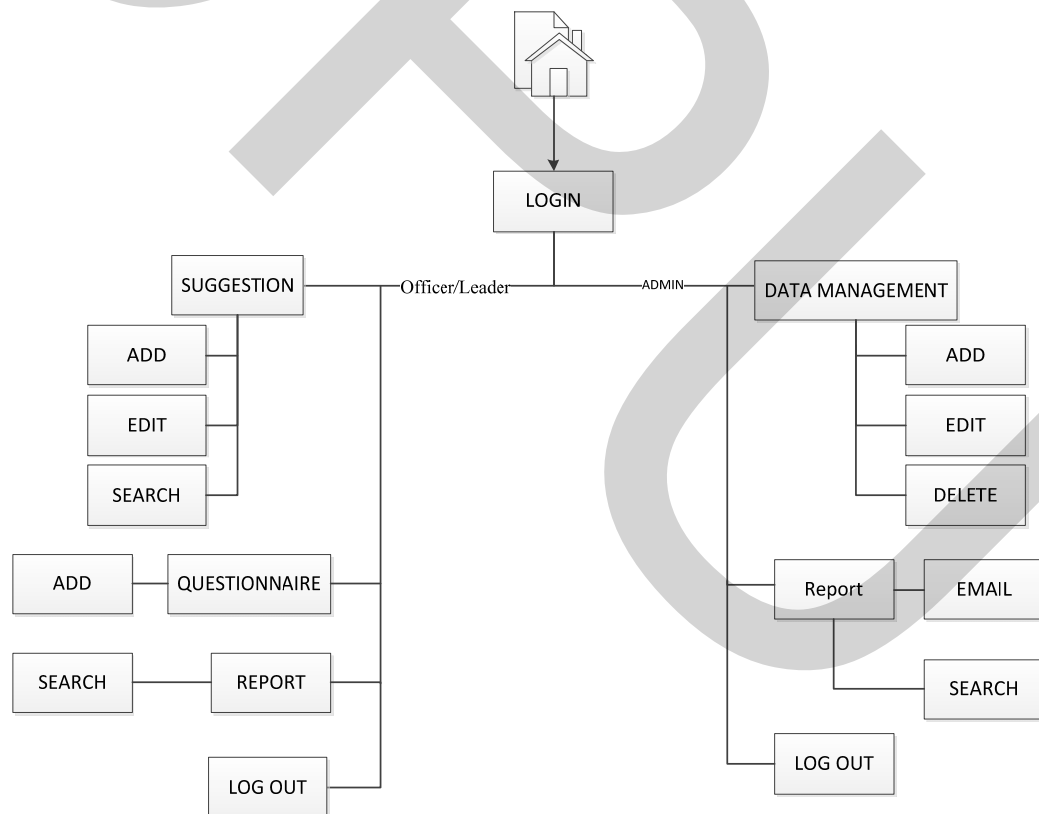 LOGIN
SUGGESTION
Officer/Leader
ADMIN
DATA MANAGEMENT
ADD
ADD
EDIT
EDIT
SEARCH
DELETE
ADD
QUESTIONNAIRE
Report
EMAIL
SEARCH
REPORT
SEARCH
LOG OUT
LOG OUT